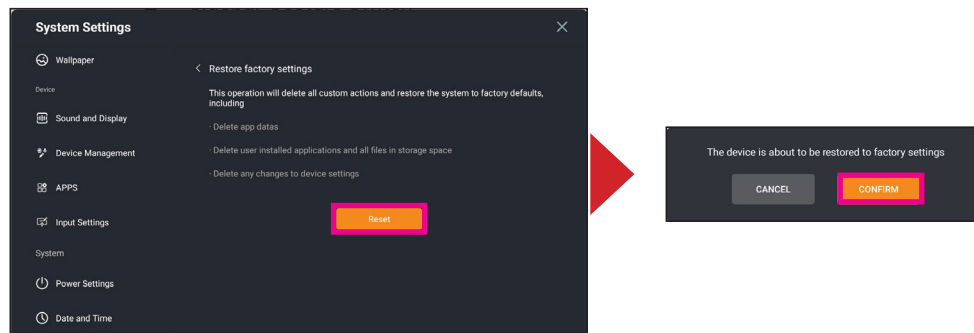 System Settings
Wallpaper
Device
Sound and Display
Device Management
APPS
Input Settings
System
Power Settings
Date and Time
Restore factory settings
This operation will delete all custom actions and restore the system to factory defaults,
including
· Delete app datas
· Delete user installed applications and all files in storage space
· Delete any changes to device settings
Reset
The device is about to be restored to factory settings
CANCEL
CONFIRM